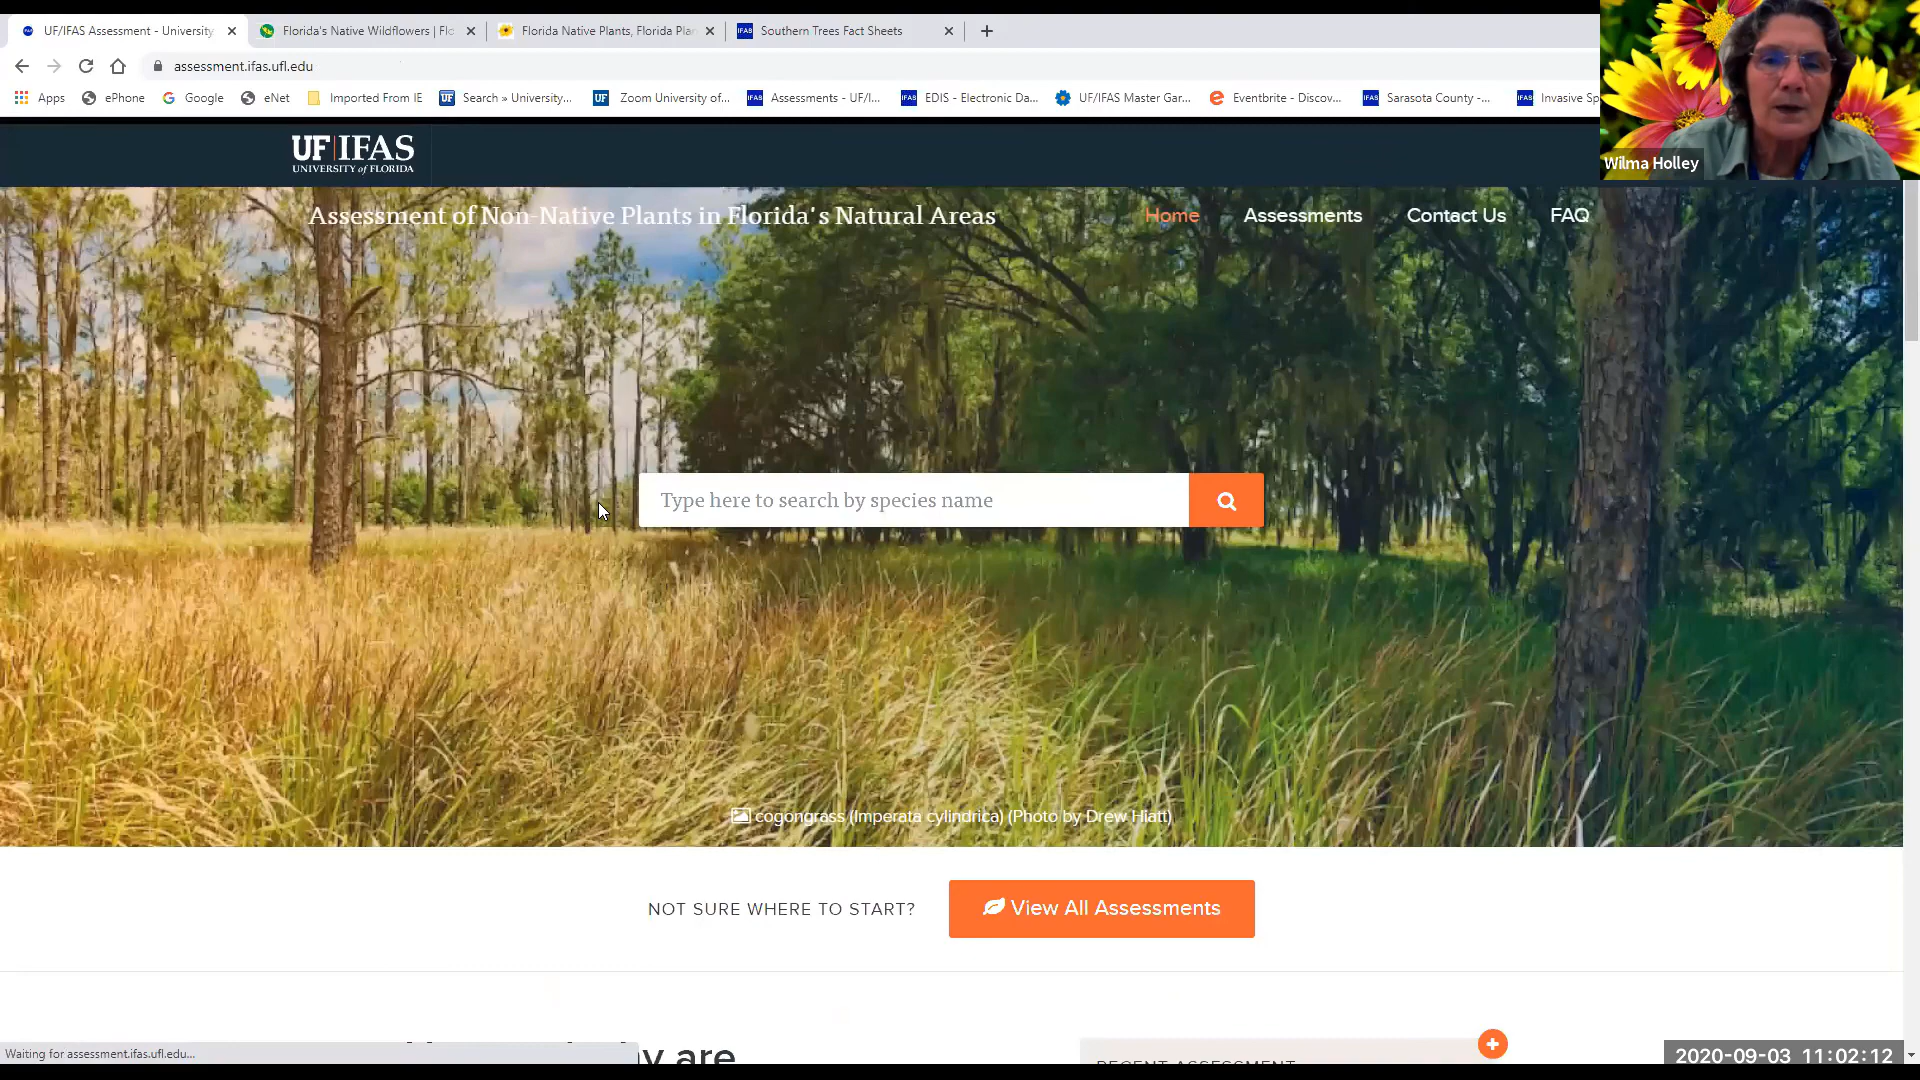 UF/IFAS Assessment - University
Florida's Native Wildflowers | Flo
Florida Native Plants, Florida Plan
Southern Trees Fact Sheets
assessment.ifas.ufl.edu
Apps
ePhone
Google
eNet
Imported From IE
Search » University...
Zoom University of...
Assessments - UF/I...
EDIS - Electronic Da...
UF/IFAS Master Gar...
Eventbrite - Discov...
Sarasota County -...
Invasive Sp
Wilma Holley
UF|IFAS
UNIVERSITY of FLORIDA
Assessment of Non-Native Plants in Florida's Natural Areas
Home
Assessments
Contact Us
FAQ
Type here to search by species name
cogongrass (Imperata cylindrica) (Photo by Drew Hiatt)
NOT SURE WHERE TO START?
View All Assessments
are
RECENT ASSESSMENT
Waiting for assessment.ifas.ufl.edu...
2020-09-03 11:02:12